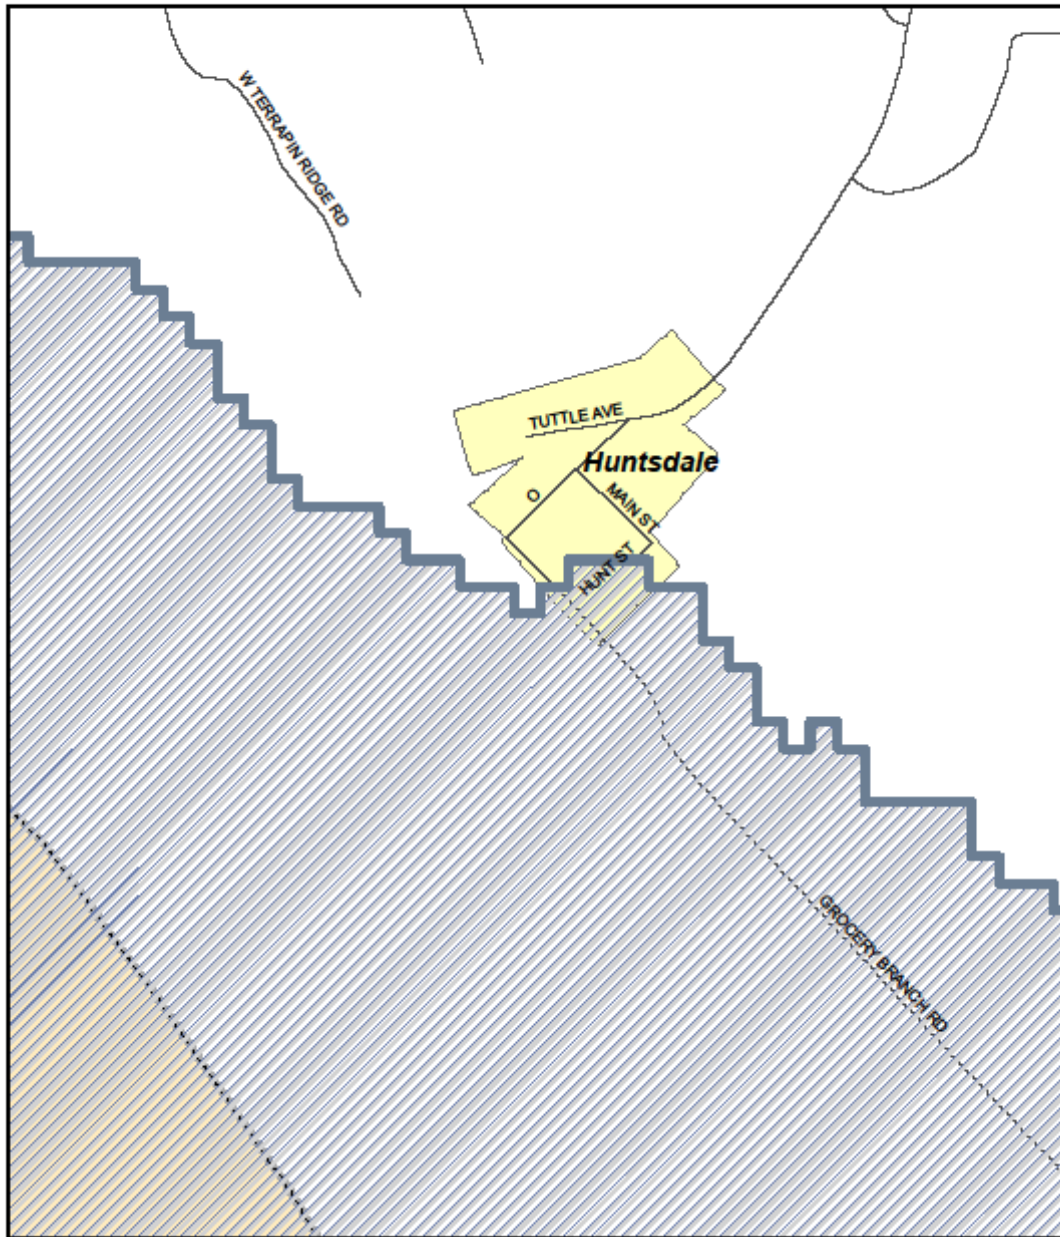 W TERRAPIN RIDGE RD
TUTTLE AVE
Huntsdale
O
MAIN ST
HUNT ST
GROCERY BRANCH RD